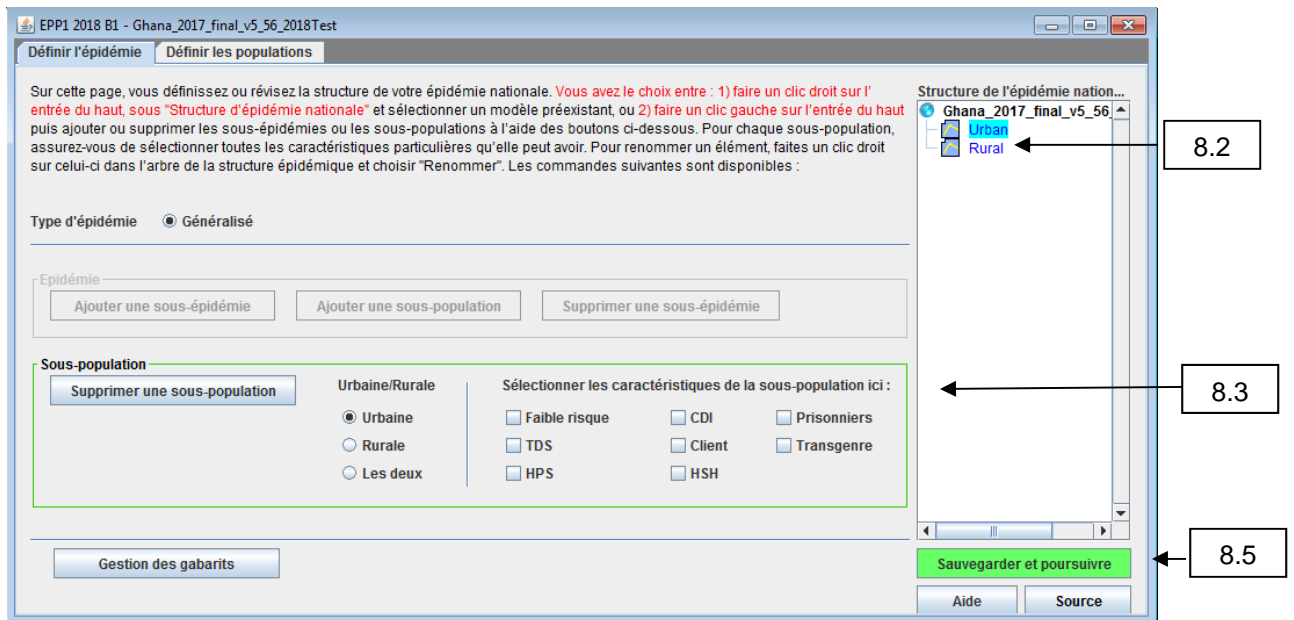 EPP1 2018 B1 - Ghana_2017_final_v5_56_2018Test
Définir l'épidémie Définir les populations
Sur cette page, vous définissez ou révisez la structure de votre épidémie nationale. Vous avez le choix entre : 1) faire un clic droit sur l'
entrée du haut, sous "Structure d'épidémie nationale" et sélectionner un modèle préexistant, ou 2) faire un clic gauche sur l'entrée du haut
puis ajouter ou supprimer les sous-épidémies ou les sous-populations à l'aide des boutons ci-dessous. Pour chaque sous-population,
assurez-vous de sélectionner toutes les caractéristiques particulières qu'elle peut avoir. Pour renommer un élément, faites un clic droit
sur celui-ci dans l'arbre de la structure épidémique et choisir "Renommer". Les commandes suivantes sont disponibles :
Structure de l'épidémie nation...
Ghana_2017_final_v5_56_
Urban
Rural
8.2
Type d'épidémie Généralisé
Epidémie
Ajouter une sous-épidémie Ajouter une sous-population Supprimer une sous-épidémie
Sous-population
Supprimer une sous-population
Urbaine/Rurale
Urbaine
Rurale
Les deux
Sélectionner les caractéristiques de la sous-population ici :
Faible risque CDI Prisonniers
TDS Client Transgenre
HPS HSH
8.3
Gestion des gabarits
Sauvegarder et poursuivre
8.5
Aide Source